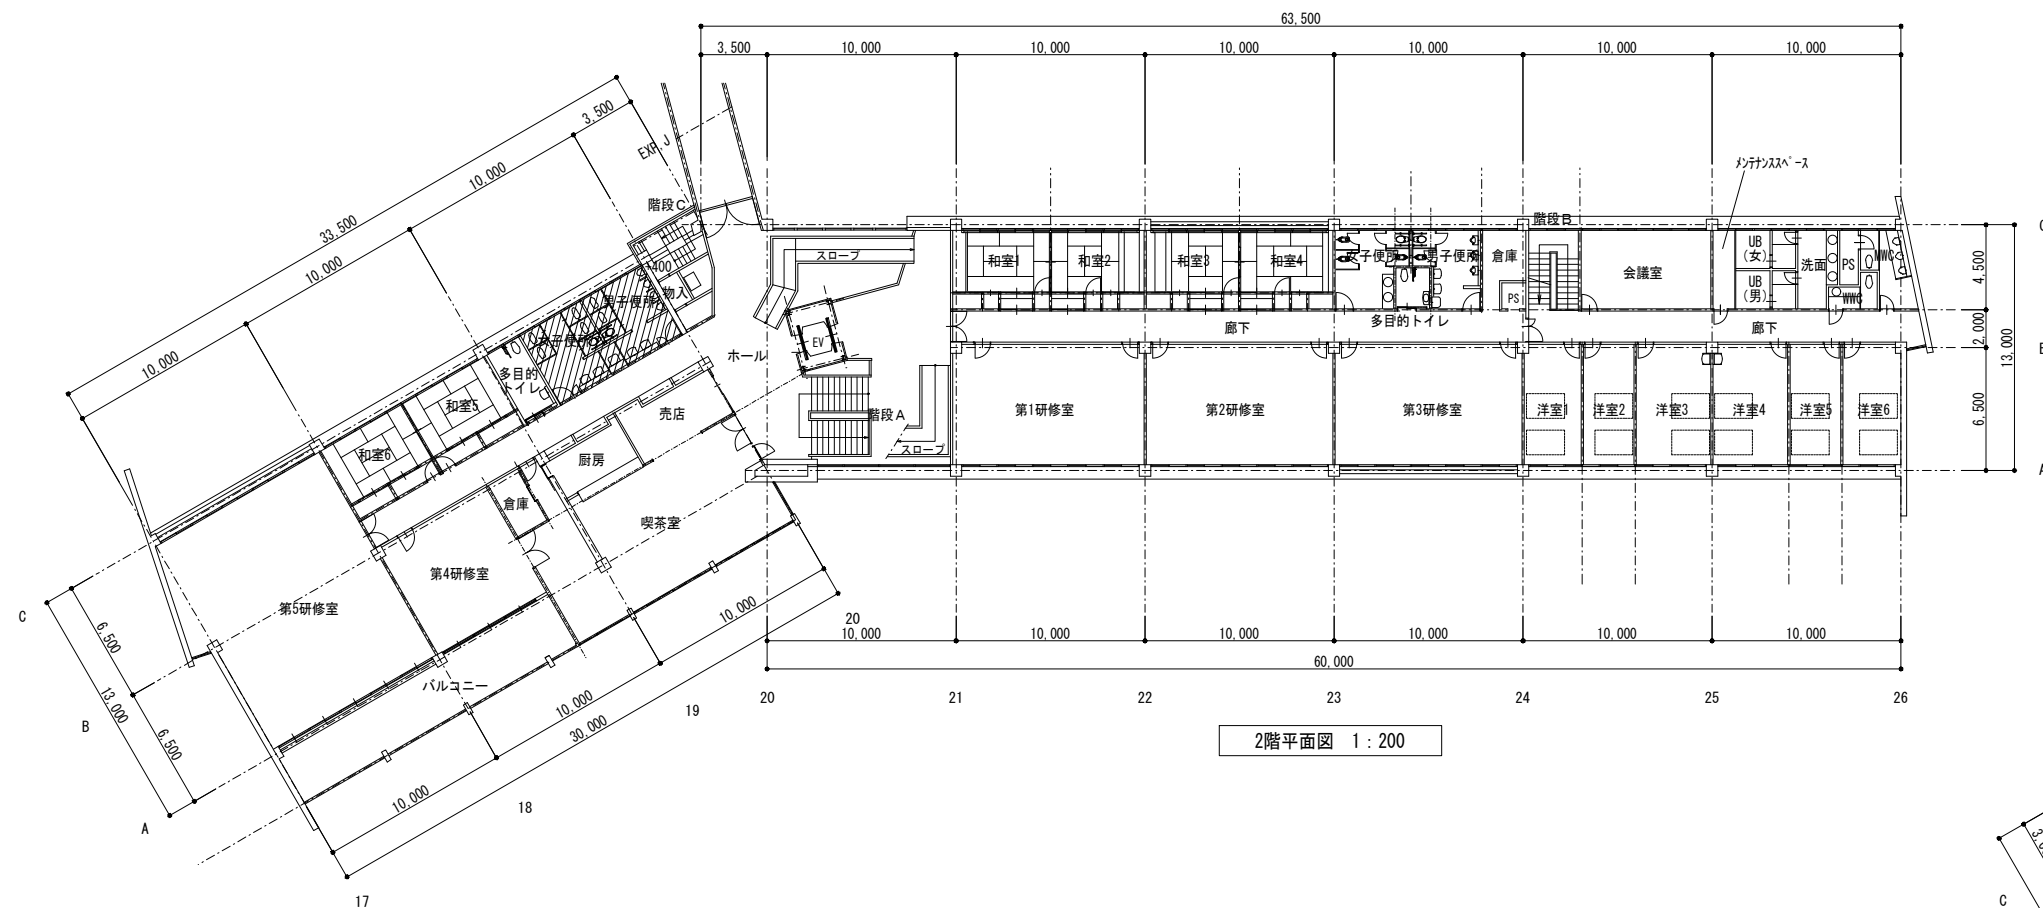 63,500
3,500
10,000
10,000
10,000
10,000
10,000
10,000
3,500
33,500
10,000
10,000
10,000
EXP.J
階段C
-400
物入
男子便所
女子便所
多目的
トイレ
和室5
和室6
ホール
売店
厨房
倉庫
喫茶室
第4研修室
第5研修室
バルコニー
スロープ
EV
階段A
スロープ
和室1
和室2
和室3
和室4
女子便所
男子便所
倉庫
PS
多目的トイレ
廊下
階段B
会議室
メンテナンススペース
UB
(女)
UB
(男)
洗面
PS
MWC
WWC
廊下
第1研修室
第2研修室
第3研修室
洋室1
洋室2
洋室3
洋室4
洋室5
洋室6
4,500
2,000
6,500
13,000
C
B
A
C
B
A
6,500
6,500
13,000
10,000
10,000
10,000
30,000
17
18
19
20
10,000
10,000
10,000
10,000
10,000
10,000
60,000
20
21
22
23
24
25
26
2階平面図 1:200
C